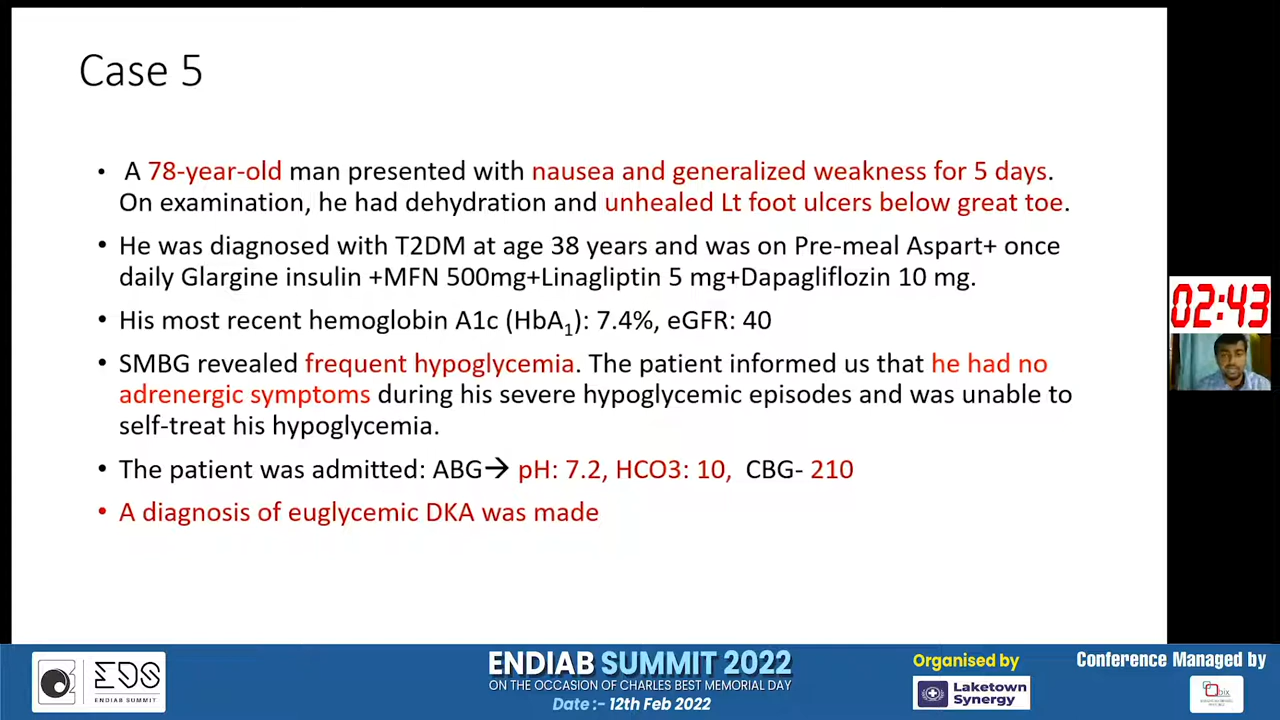 Case 5
• A 78-year-old man presented with nausea and generalized weakness for 5 days.
On examination, he had dehydration and unhealed Lt foot ulcers below great toe.
• He was diagnosed with T2DM at age 38 years and was on Pre-meal Aspart+ once
daily Glargine insulin +MFN 500mg+Linagliptin 5 mg+Dapagliflozin 10 mg.
• His most recent hemoglobin A1c (HbA1): 7.4%, eGFR: 40
• SMBG revealed frequent hypoglycemia. The patient informed us that he had no
adrenergic symptoms during his severe hypoglycemic episodes and was unable to
self-treat his hypoglycemia.
• The patient was admitted: ABG→ pH: 7.2, HCO3: 10, CBG- 210
• A diagnosis of euglycemic DKA was made
02:43
EDS
ENDIAB SUMMIT
ENDIAB SUMMIT 2022
ON THE OCCASION OF CHARLES BEST MEMORIAL DAY
Date :- 12th Feb 2022
Organised by
Laketown
Synergy
Conference Managed by